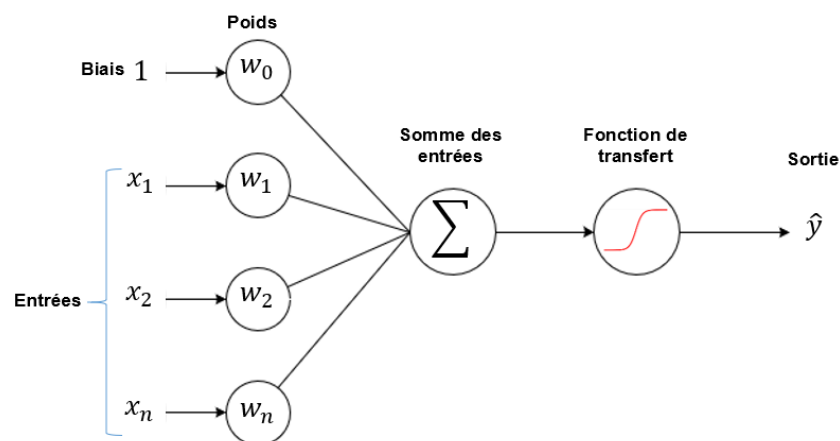 Poids
Biais 1
w₀
Somme des
entrées
Fonction de
transfert
Sortie
x₁
w₁
∑
ŷ
Entrées
x₂
w₂
xₙ
wₙ